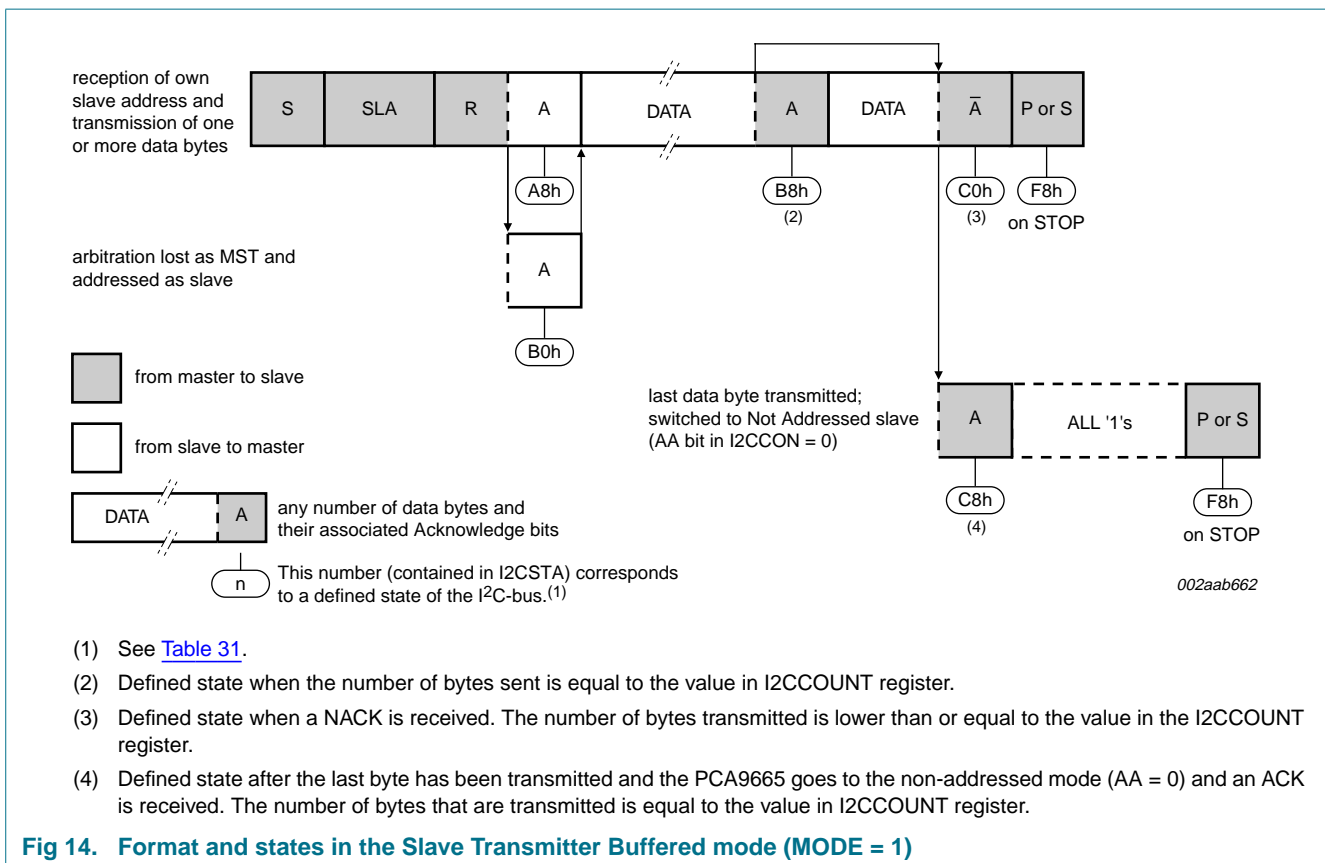 reception of own
slave address and
transmission of one
or more data bytes
S
SLA
R
A
DATA
A
DATA
A̅
P or S
A8h
B8h
(2)
C0h
(3)
F8h
on STOP
arbitration lost as MST and
addressed as slave
A
B0h
from master to slave
from slave to master
DATA
A
any number of data bytes and
their associated Acknowledge bits
n
This number (contained in I2CSTA) corresponds
to a defined state of the I²C-bus.(1)
last data byte transmitted;
switched to Not Addressed slave
(AA bit in I2CCON = 0)
A
ALL '1's
P or S
C8h
(4)
F8h
on STOP
002aab662
(1) See Table 31.
(2) Defined state when the number of bytes sent is equal to the value in I2CCOUNT register.
(3) Defined state when a NACK is received. The number of bytes transmitted is lower than or equal to the value in the I2CCOUNT
register.
(4) Defined state after the last byte has been transmitted and the PCA9665 goes to the non-addressed mode (AA = 0) and an ACK
is received. The number of bytes that are transmitted is equal to the value in I2CCOUNT register.
Fig 14. Format and states in the Slave Transmitter Buffered mode (MODE = 1)